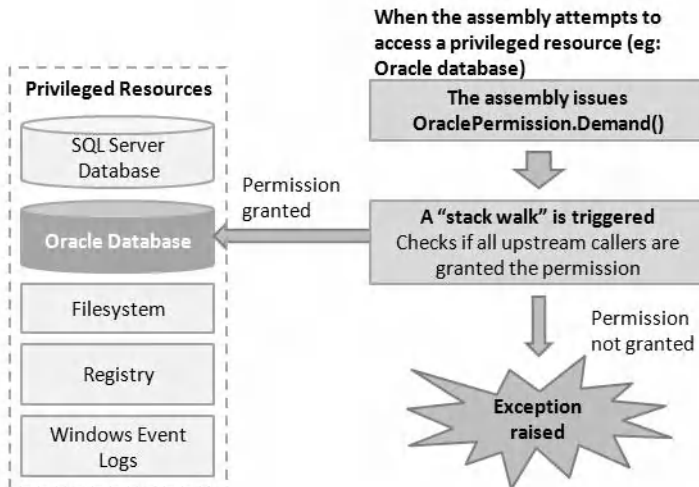 When the assembly attempts to
access a privileged resource (eg:
Oracle database)
Privileged Resources
SQL Server
Database
Oracle Database
Filesystem
Registry
Windows Event
Logs
The assembly issues
OraclePermission.Demand()
Permission
granted
A “stack walk” is triggered
Checks if all upstream callers are
granted the permission
Permission
not granted
Exception
raised